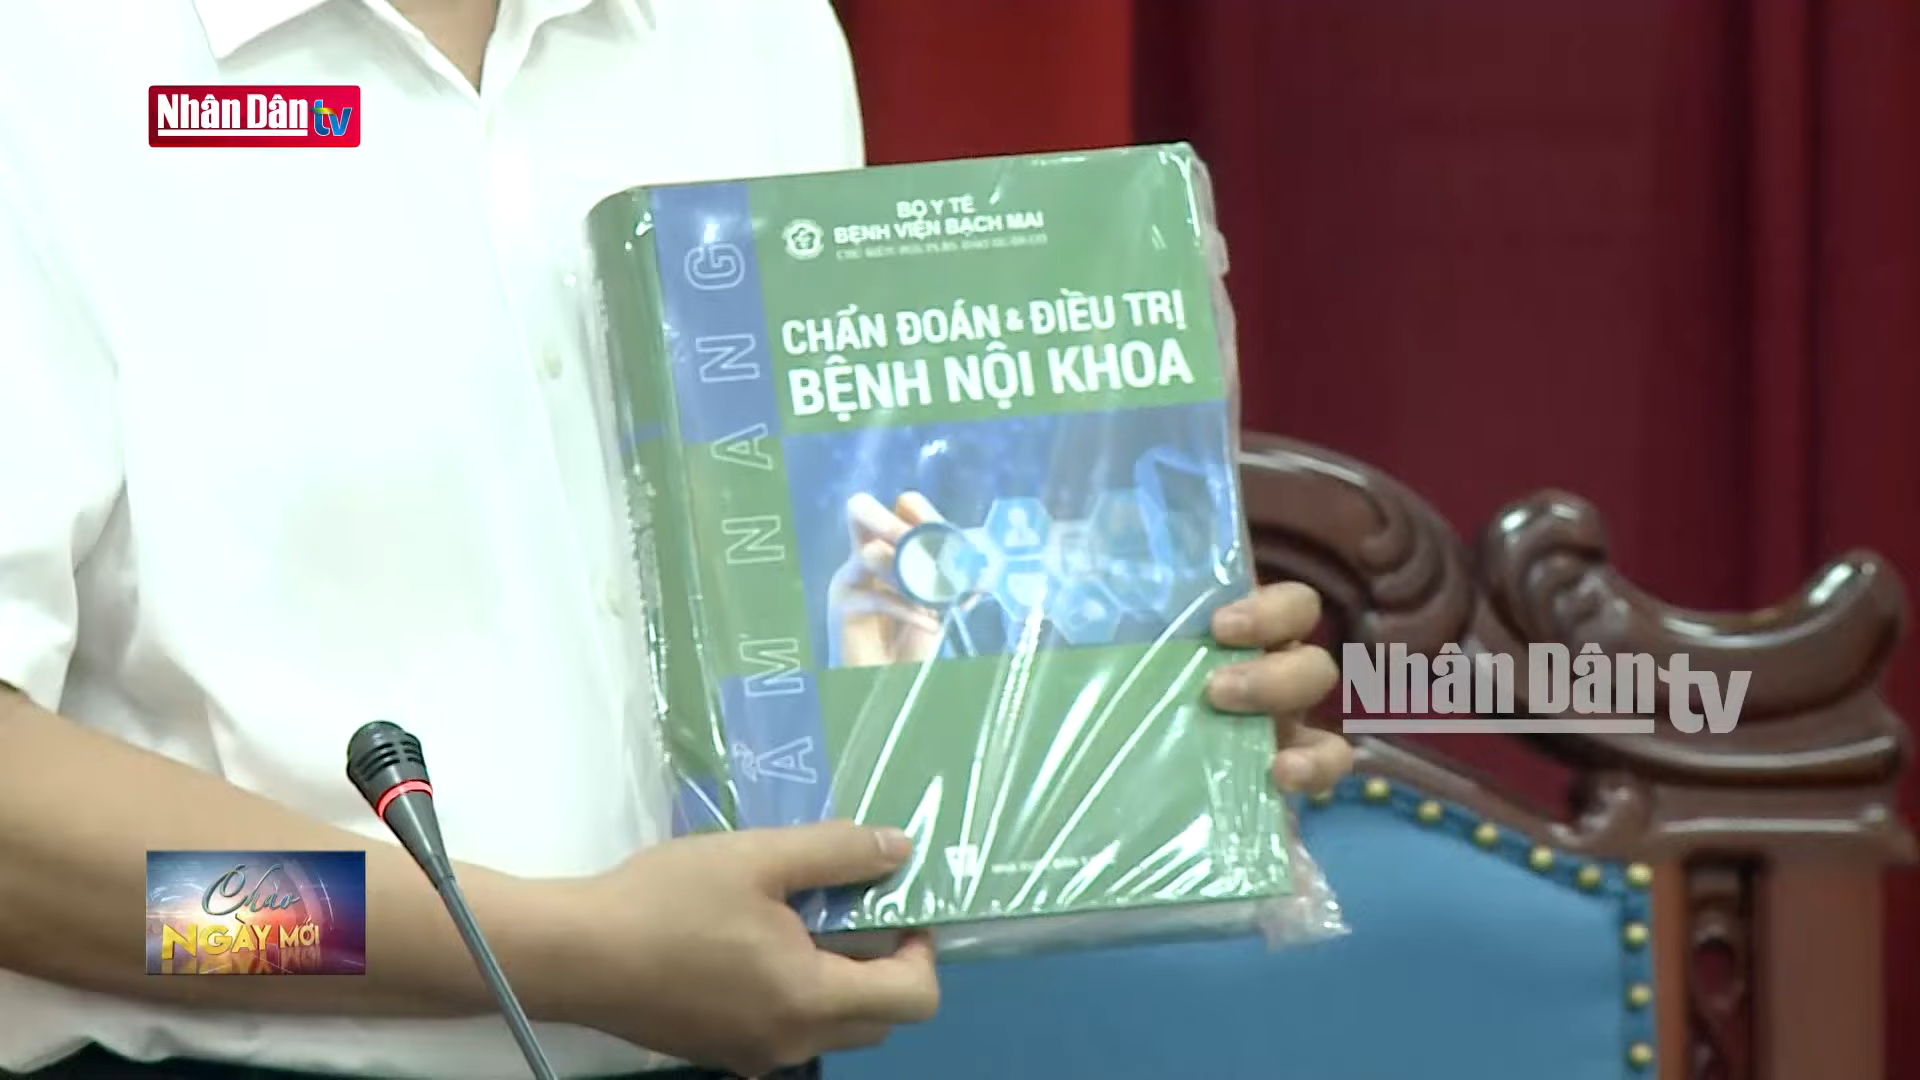 Nhân Dân tv
BỘ Y TẾ
BỆNH VIỆN BẠCH MAI
CHẨN ĐOÁN & ĐIỀU TRỊ
BỆNH NỘI KHOA
CẨM NANG
Nhân Dân tv
Chào
NGÀY MỚI